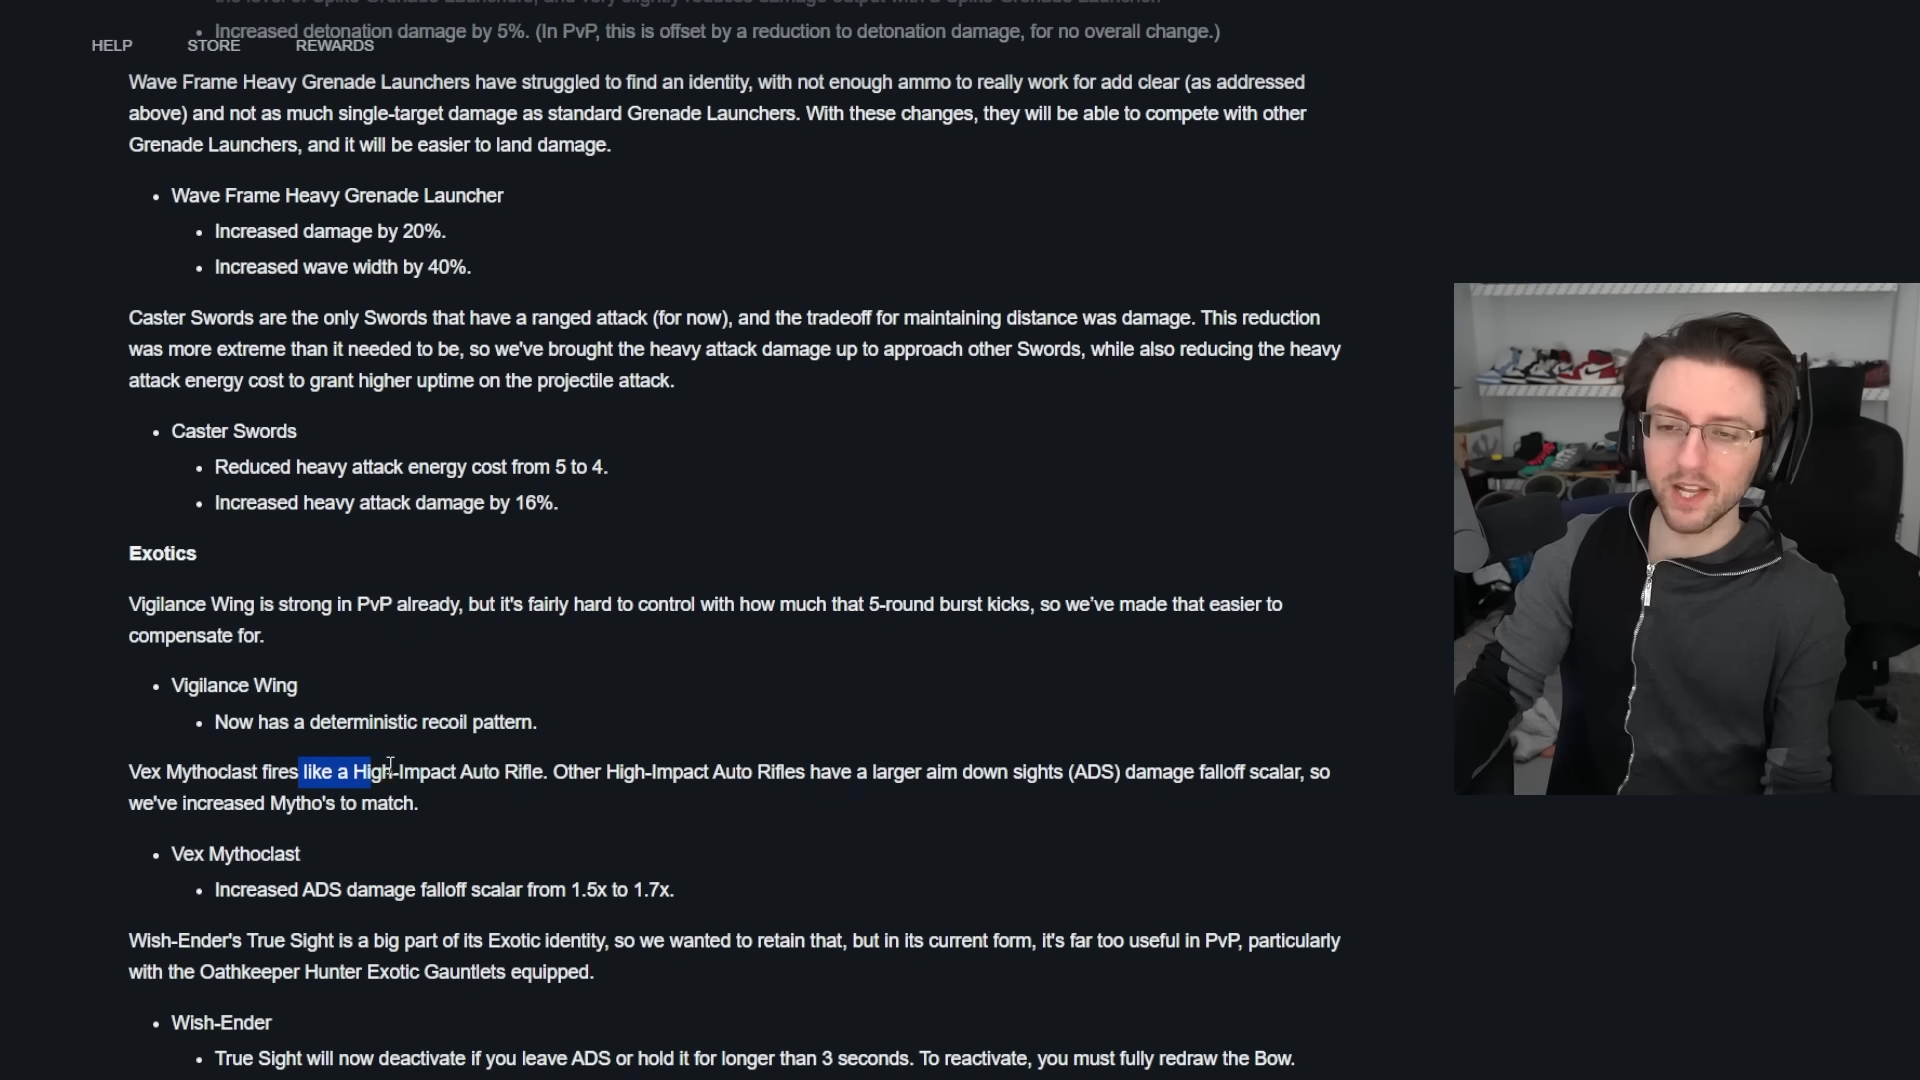 the level of Spike Grenade Launchers, and very slightly reduces damage output with a Spike Grenade Launcher.
• Increased detonation damage by 5%. (In PvP, this is offset by a reduction to detonation damage, for no overall change.)
HELP STORE REWARDS
Wave Frame Heavy Grenade Launchers have struggled to find an identity, with not enough ammo to really work for add clear (as addressed
above) and not as much single-target damage as standard Grenade Launchers. With these changes, they will be able to compete with other
Grenade Launchers, and it will be easier to land damage.
• Wave Frame Heavy Grenade Launcher
• Increased damage by 20%.
• Increased wave width by 40%.
Caster Swords are the only Swords that have a ranged attack (for now), and the tradeoff for maintaining distance was damage. This reduction
was more extreme than it needed to be, so we've brought the heavy attack damage up to approach other Swords, while also reducing the heavy
attack energy cost to grant higher uptime on the projectile attack.
• Caster Swords
• Reduced heavy attack energy cost from 5 to 4.
• Increased heavy attack damage by 16%.
Exotics
Vigilance Wing is strong in PvP already, but it's fairly hard to control with how much that 5-round burst kicks, so we've made that easier to
compensate for.
• Vigilance Wing
• Now has a deterministic recoil pattern.
Vex Mythoclast fires like a High-Impact Auto Rifle. Other High-Impact Auto Rifles have a larger aim down sights (ADS) damage falloff scalar, so
we've increased Mytho's to match.
• Vex Mythoclast
• Increased ADS damage falloff scalar from 1.5x to 1.7x.
Wish-Ender's True Sight is a big part of its Exotic identity, so we wanted to retain that, but in its current form, it's far too useful in PvP, particularly
with the Oathkeeper Hunter Exotic Gauntlets equipped.
• Wish-Ender
• True Sight will now deactivate if you leave ADS or hold it for longer than 3 seconds. To reactivate, you must fully redraw the Bow.